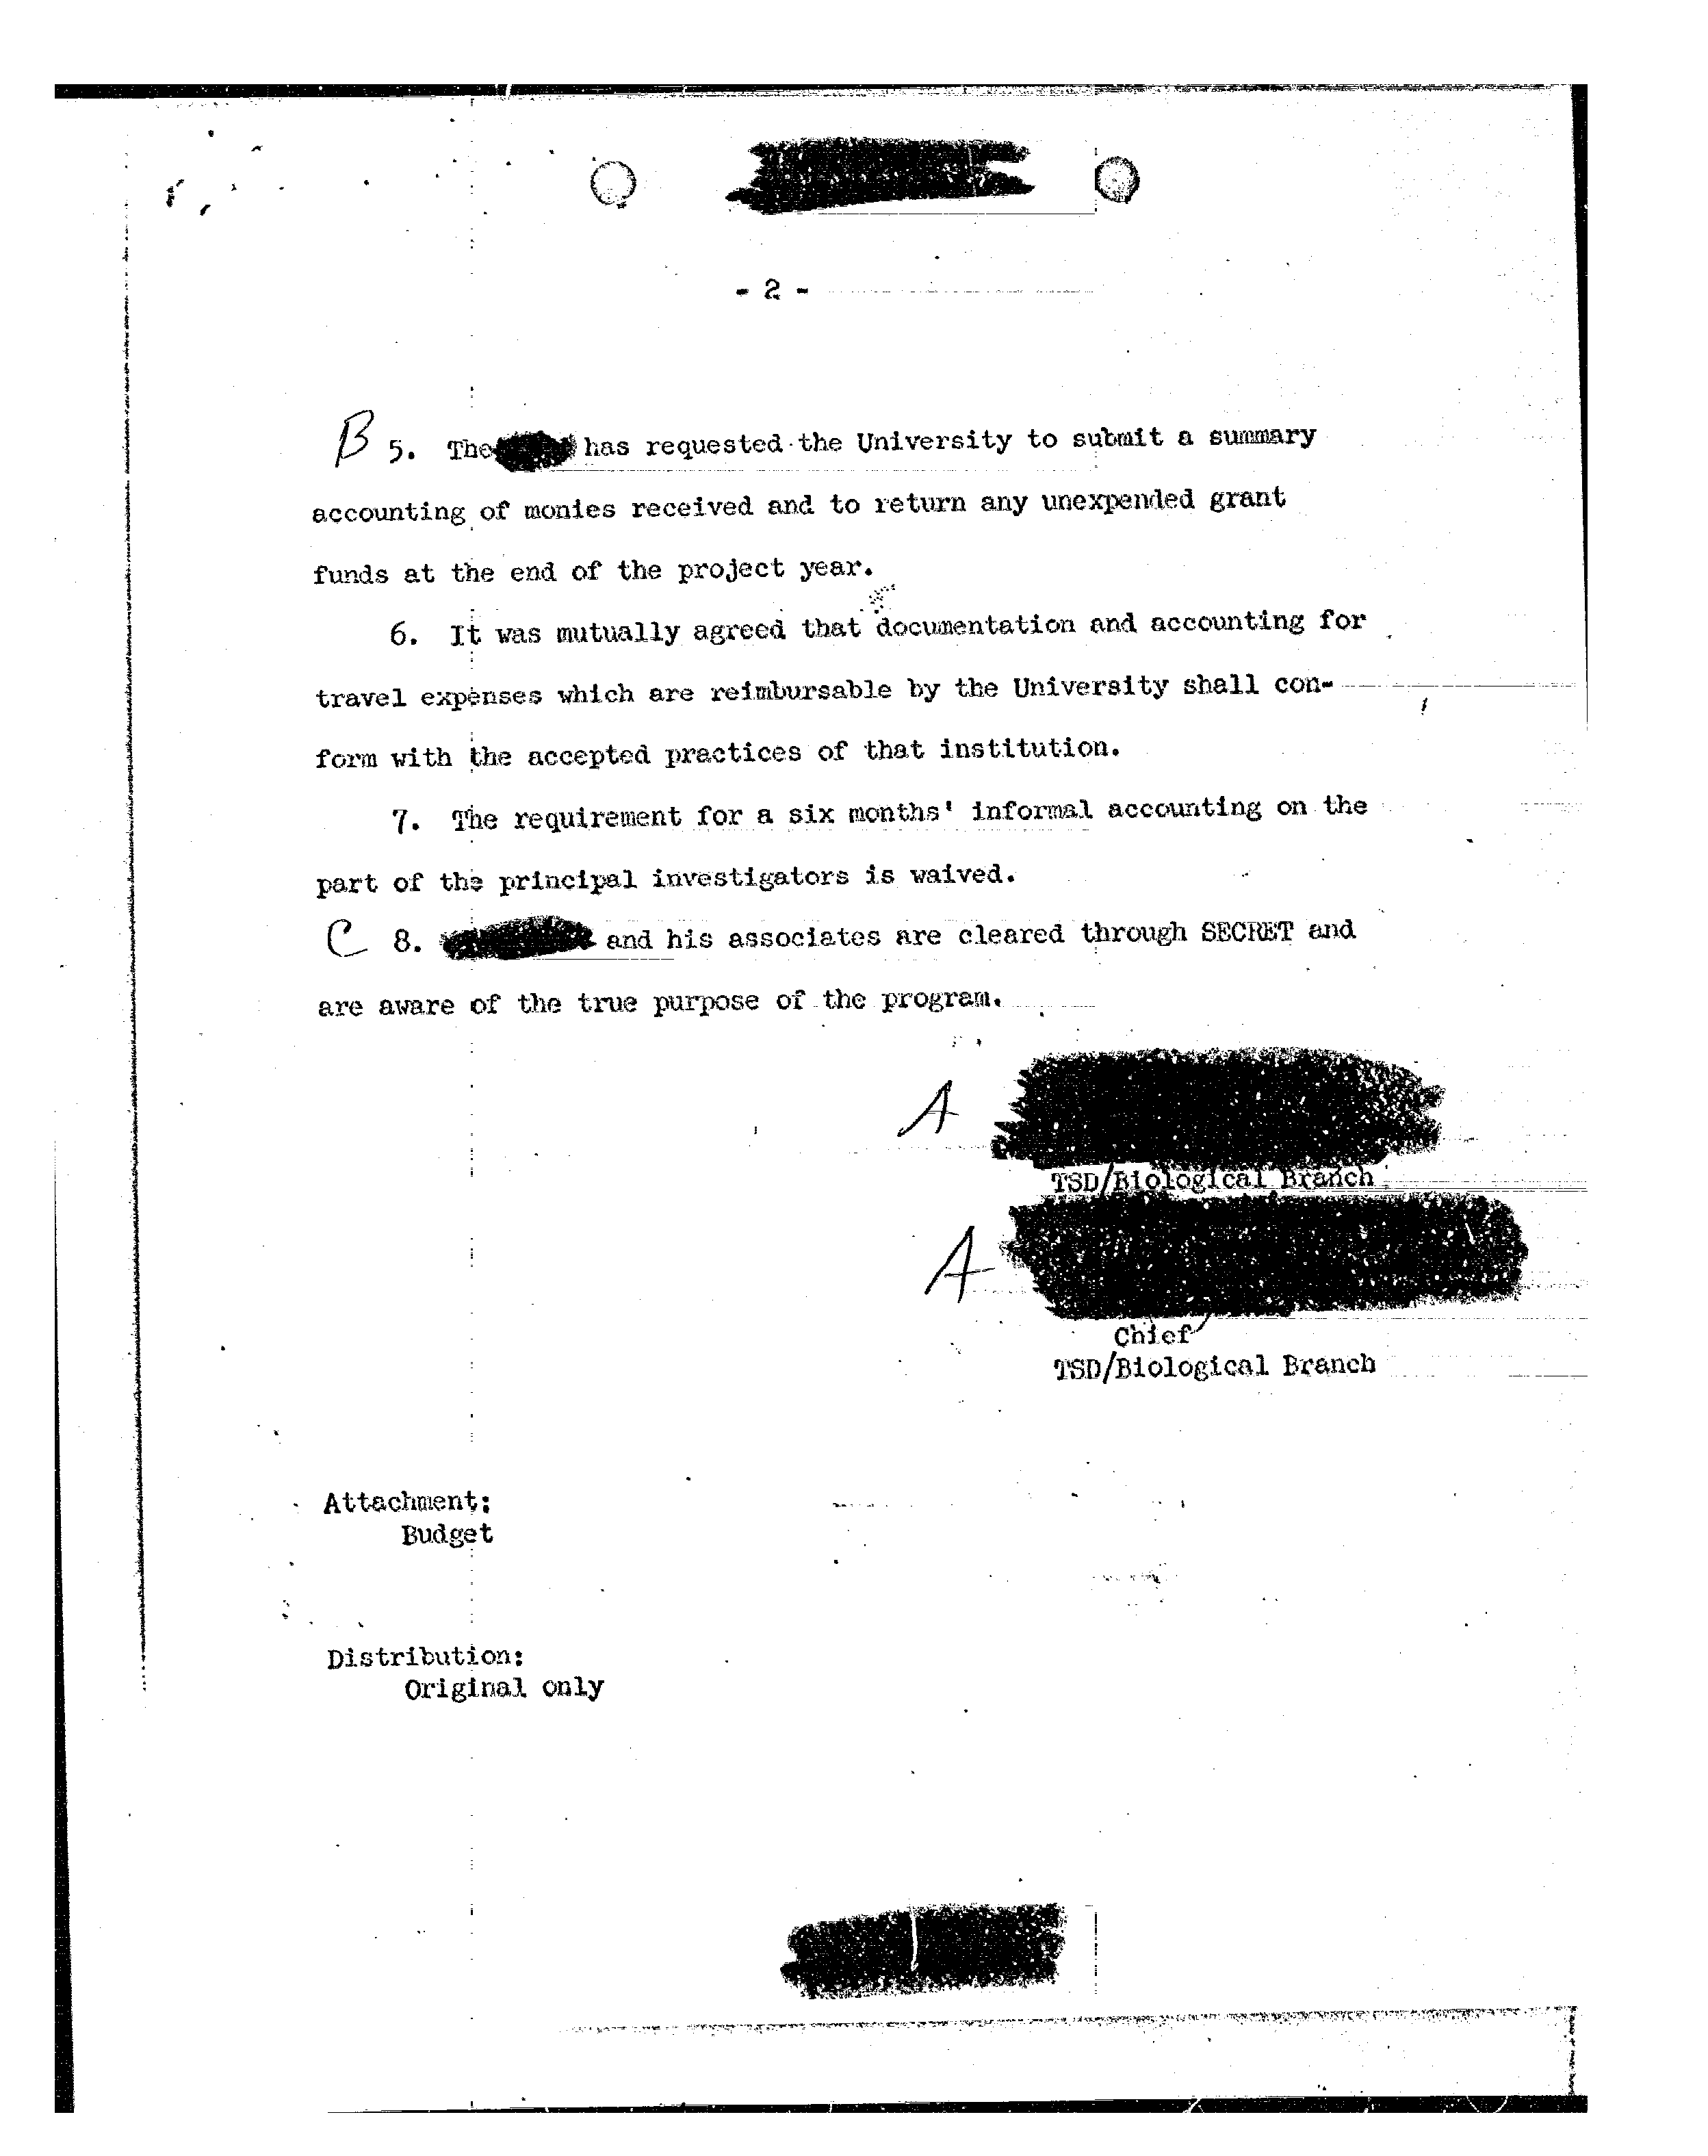 - 2 -
B 5. The has requested the University to submit a summary
accounting of monies received and to return any unexpended grant
funds at the end of the project year.
6. It was mutually agreed that documentation and accounting for
travel expenses which are reimbursable by the University shall con-
form with the accepted practices of that institution.
7. The requirement for a six months' informal accounting on the
part of the principal investigators is waived.
C 8. and his associates are cleared through SECRET and
are aware of the true purpose of the program.
A
TSD/Biological Branch
A
Chief
TSD/Biological Branch
Attachment:
Budget
Distribution:
Original only